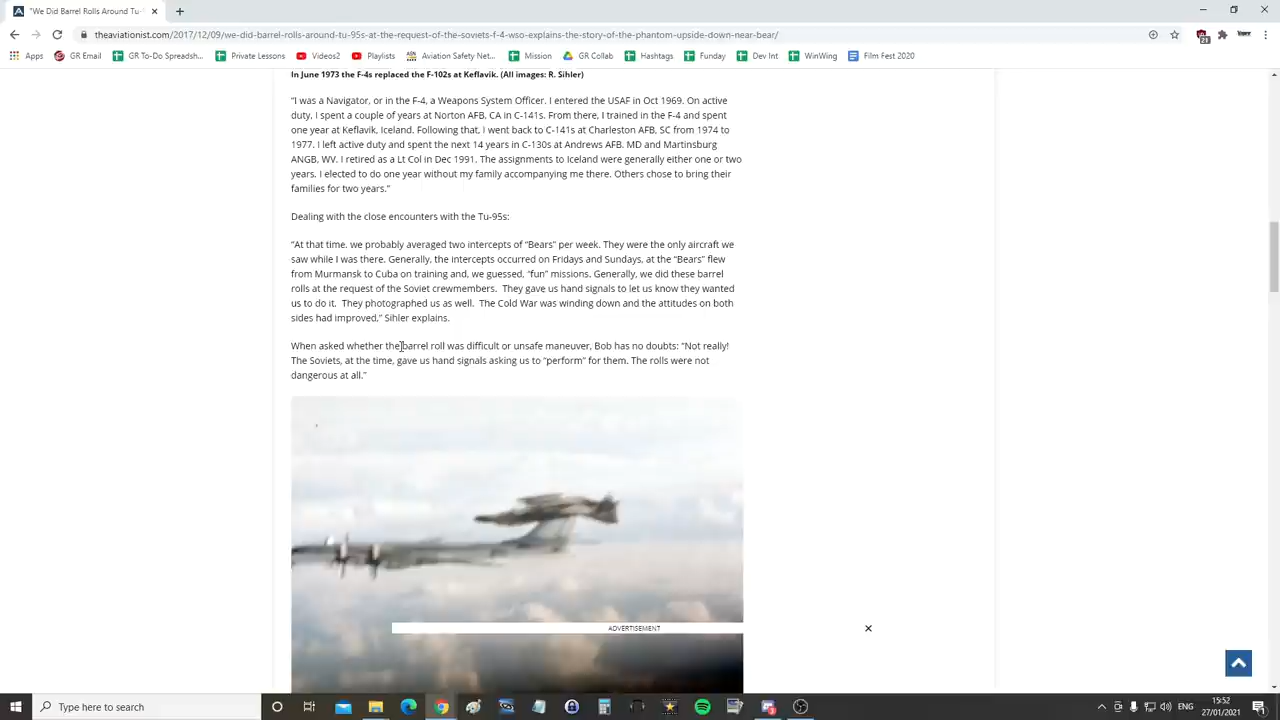 "We Did Barrel Rolls Around Tu-
theaviationist.com/2017/12/09/we-did-barrel-rolls-around-tu-95s-at-the-request-of-the-soviets-f-4-wso-explains-the-story-of-the-phantom-upside-down-near-bear/
Apps GR Email GR To-Do Spreadsh... Private Lessons Videos2 Playlists Aviation Safety Net... Mission GR Collab Hashtags Funday Dev Int WinWing Film Fest 2020
In June 1973 the F-4s replaced the F-102s at Keflavik. (All images: R. Sihler)
"I was a Navigator, or in the F-4, a Weapons System Officer. I entered the USAF in Oct 1969. On active
duty, I spent a couple of years at Norton AFB, CA in C-141s. From there, I trained in the F-4 and spent
one year at Keflavik, Iceland. Following that, I went back to C-141s at Charleston AFB, SC from 1974 to
1977. I left active duty and spent the next 14 years in C-130s at Andrews AFB. MD and Martinsburg
ANGB, WV. I retired as a Lt Col in Dec 1991. The assignments to Iceland were generally either one or two
years. I elected to do one year without my family accompanying me there. Others chose to bring their
families for two years."
Dealing with the close encounters with the Tu-95s:
"At that time. we probably averaged two intercepts of "Bears" per week. They were the only aircraft we
saw while I was there. Generally, the intercepts occurred on Fridays and Sundays, at the "Bears" flew
from Murmansk to Cuba on training and, we guessed. "fun" missions. Generally, we did these barrel
rolls at the request of the Soviet crewmembers. They gave us hand signals to let us know they wanted
us to do it. They photographed us as well. The Cold War was winding down and the attitudes on both
sides had improved," Sihler explains.
When asked whether the barrel roll was difficult or unsafe maneuver, Bob has no doubts: "Not really!
The Soviets, at the time, gave us hand signals asking us to "perform" for them. The rolls were not
dangerous at all."
ADVERTISEMENT
Type here to search
ENG
15:52
27/01/2021